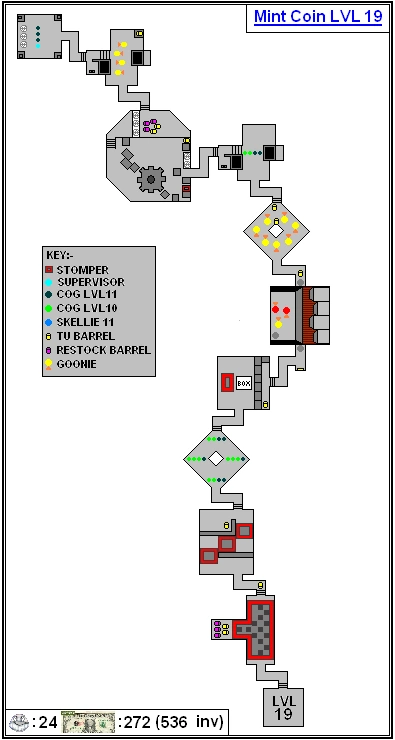 Mint Coin LVL 19
KEY:-
STOMPER
SUPERVISOR
COG LVL11
COG LVL10
SKELLIE 11
TU BARREL
RESTOCK BARREL
GOONIE
BOX
LVL
19
:24 :272 (536 inv)